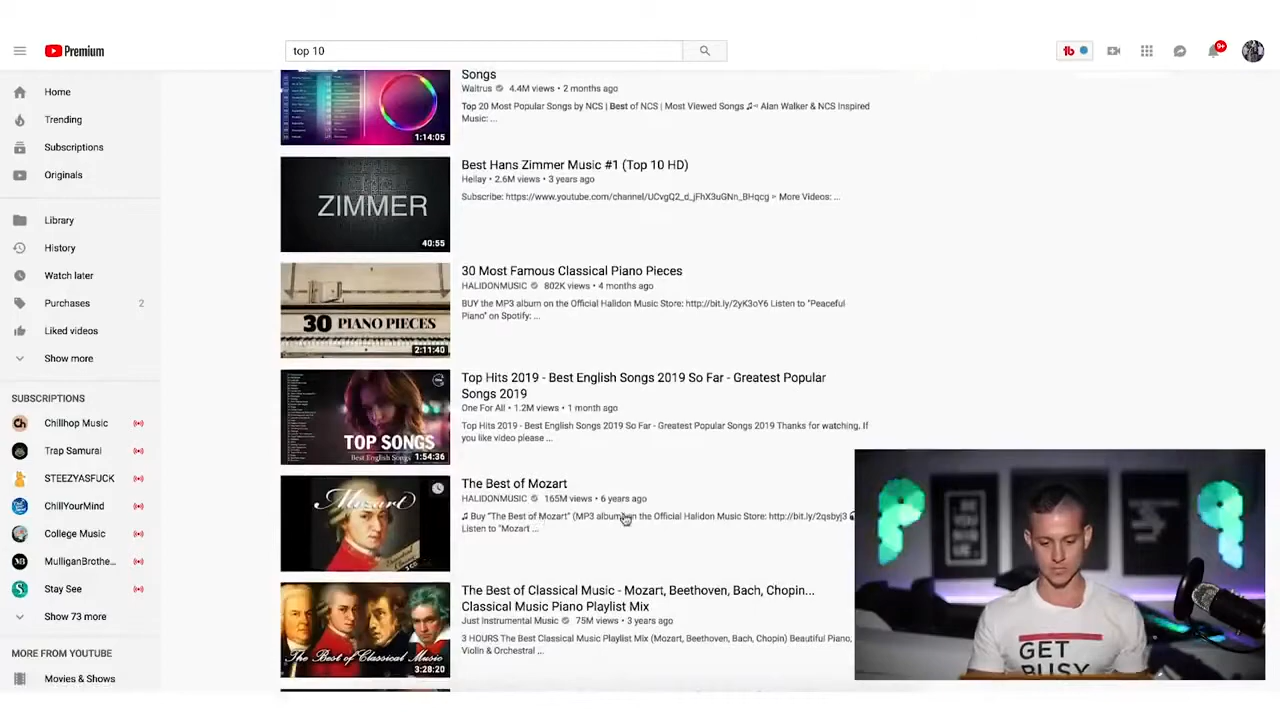 Premium
top 10
tb
9+
Home
Trending
Subscriptions
Originals
Library
History
Watch later
Purchases 2
Liked videos
Show more
SUBSCRIPTIONS
Chillhop Music
Trap Samurai
STEEZYASFUCK
ChillYourMind
College Music
MulliganBrothe...
Stay See
Show 73 more
MORE FROM YOUTUBE
Movies & Shows
1:14:05
Songs
Waltrus 4.4M views • 2 months ago
Top 20 Most Popular Songs by NCS | Best of NCS | Most Viewed Songs ♫ Alan Walker & NCS Inspired
Music: ...
ZIMMER
40:55
Best Hans Zimmer Music #1 (Top 10 HD)
Heilay • 2.6M views • 3 years ago
Subscribe: https://www.youtube.com/channel/UCvgQ2_d_jFhX3uGNn_BHqcg > More Videos: ...
30 PIANO PIECES
2:11:40
30 Most Famous Classical Piano Pieces
HALIDONMUSIC 802K views • 4 months ago
BUY the MP3 album on the Official Halidon Music Store: http://bit.ly/2yK3oY6 Listen to "Peaceful
Piano" on Spotify: ...
TOP SONGS
Best English Songs
1:54:36
Top Hits 2019 - Best English Songs 2019 So Far - Greatest Popular
Songs 2019
One For All • 1.2M views • 1 month ago
Top Hits 2019 - Best English Songs 2019 So Far - Greatest Popular Songs 2019 Thanks for watching. If
you like video please ...
Mozart
The Best of Mozart
HALIDONMUSIC 165M views • 6 years ago
♫ Buy "The Best of Mozart" (MP3 album) on the Official Halidon Music Store: http://bit.ly/2qsbyj3
Listen to "Mozart ...
The Best of Classical Music
3:28:20
The Best of Classical Music - Mozart, Beethoven, Bach, Chopin...
Classical Music Piano Playlist Mix
Just Instrumental Music 75M views • 3 years ago
3 HOURS The Best Classical Music Playlist Mix (Mozart, Beethoven, Bach, Chopin) Beautiful Piano,
Violin & Orchestral ...
GET
BUSY